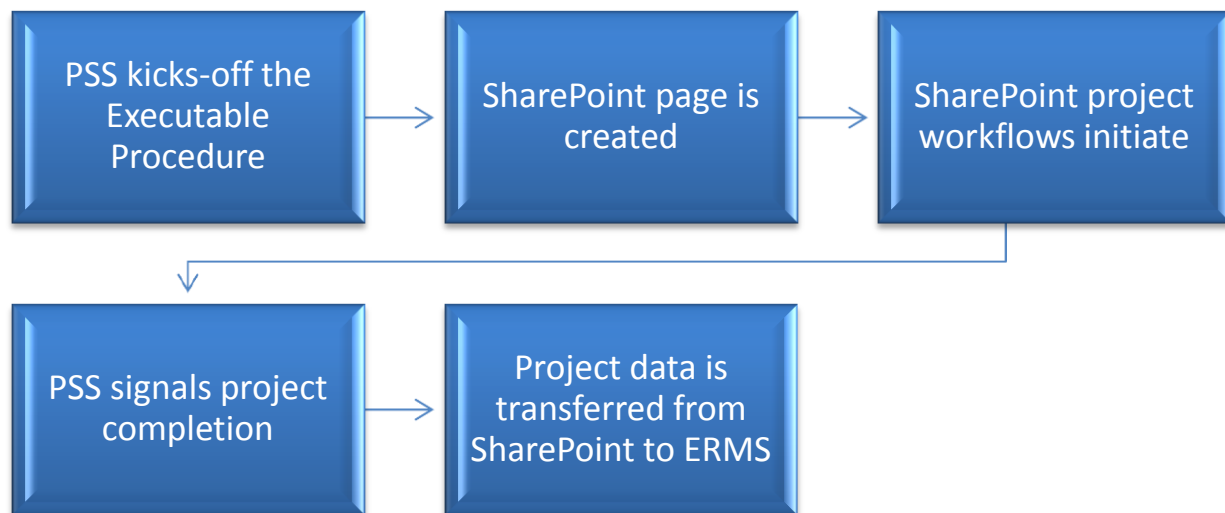 PSS kicks-off the
Executable
Procedure
SharePoint page is
created
SharePoint project
workflows initiate
PSS signals project
completion
Project data is
transferred from
SharePoint to ERMS